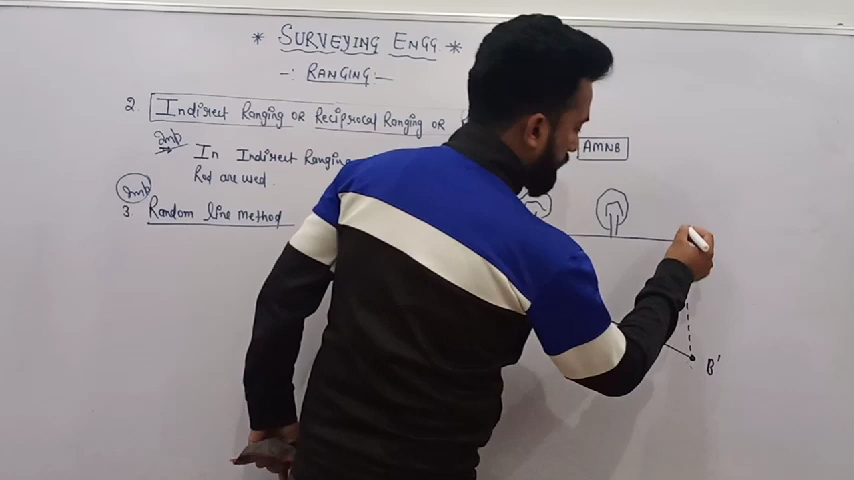 * SURVEYING ENGG *
-: RANGING :-
2. Indirect Ranging OR Reciprocal Ranging OR
Imp
AMNB
In Indirect Ranging
Rod are used.
Imp
3 Random line method
B'